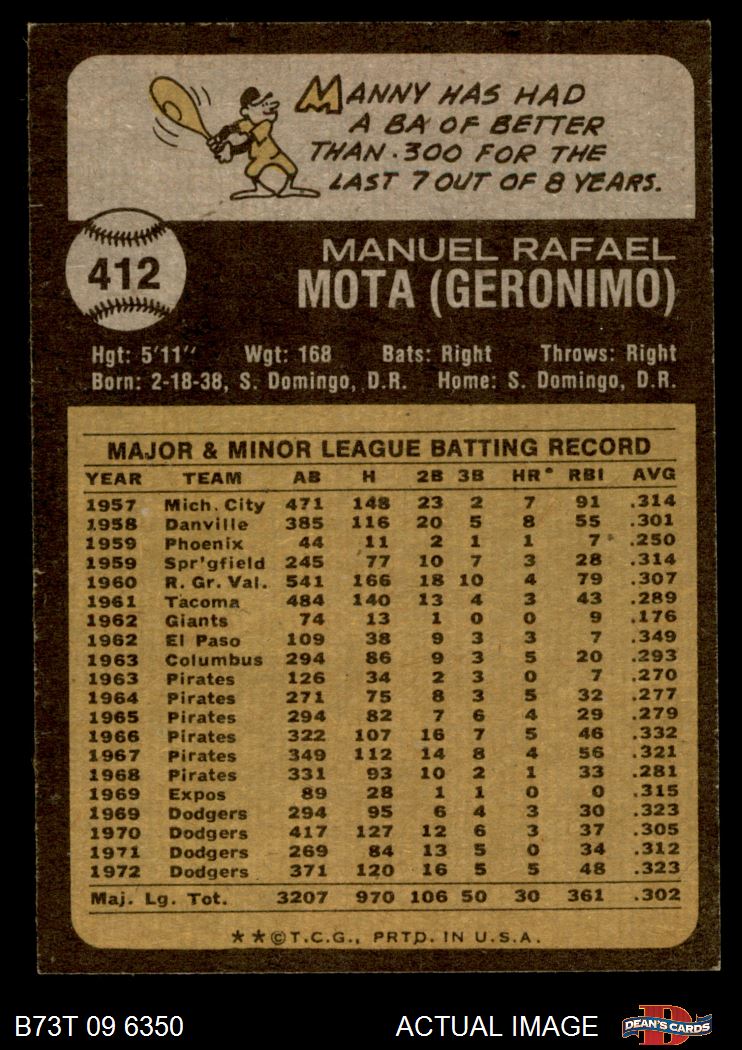 MANNY HAS HAD
A BA OF BETTER
THAN .300 FOR THE
LAST 7 OUT OF 8 YEARS.
412
MANUEL RAFAEL
MOTA (GERONIMO)
Hgt: 5'11" Wgt: 168 Bats: Right Throws: Right
Born: 2-18-38, S. Domingo, D.R. Home: S. Domingo, D.R.
MAJOR & MINOR LEAGUE BATTING RECORD
YEAR TEAM AB H 2B 3B HR RBI AVG
1957 Mich. City 471 148 23 2 7 91 .314
1958 Danville 385 116 20 5 8 55 .301
1959 Phoenix 44 11 2 1 1 7 .250
1959 Spr'gfield 245 77 10 7 3 28 .314
1960 R. Gr. Val. 541 166 18 10 4 79 .307
1961 Tacoma 484 140 13 4 3 43 .289
1962 Giants 74 13 1 0 0 9 .176
1962 El Paso 109 38 9 3 3 7 .349
1963 Columbus 294 86 9 3 5 20 .293
1963 Pirates 126 34 2 3 0 7 .270
1964 Pirates 271 75 8 3 5 32 .277
1965 Pirates 294 82 7 6 4 29 .279
1966 Pirates 322 107 16 7 5 46 .332
1967 Pirates 349 112 14 8 4 56 .321
1968 Pirates 331 93 10 2 1 33 .281
1969 Expos 89 28 1 1 0 0 .315
1969 Dodgers 294 95 6 4 3 30 .323
1970 Dodgers 417 127 12 6 3 37 .305
1971 Dodgers 269 84 13 5 0 34 .312
1972 Dodgers 371 120 16 5 5 48 .323
Maj. Lg. Tot. 3207 970 106 50 30 361 .302
**©T.C.G., PRTD. IN U.S.A.
B73T 09 6350 ACTUAL IMAGE D DEAN'S CARDS